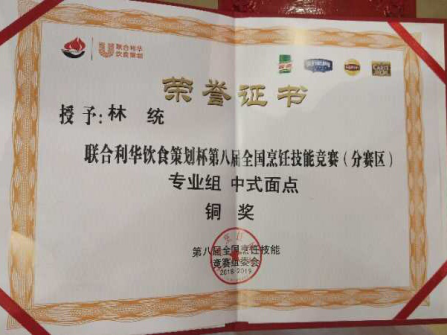 联合利华
饮食策划
荣誉证书
授予:林 统
联合利华饮食策划杯第八届全国烹饪技能竞赛（分赛区）
专业组 中式面点
铜奖
第八届全国烹饪技能
竞赛组委会
2018-2019